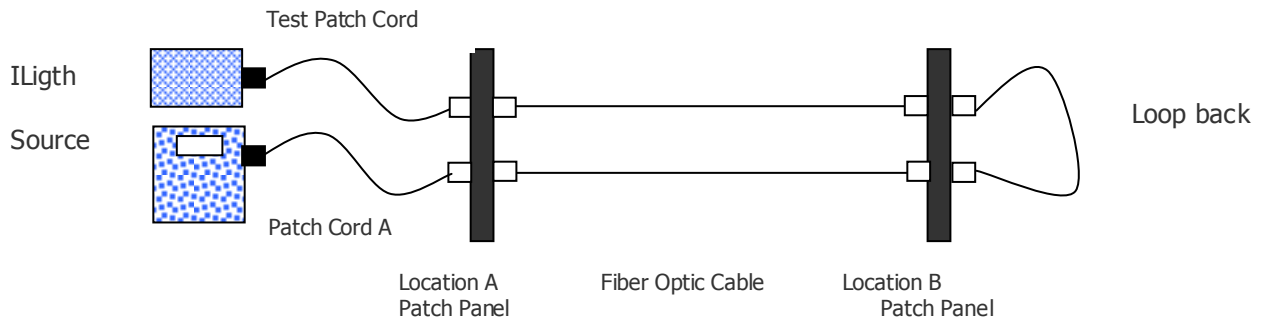 Test Patch Cord
ILigth
Source
Loop back
Patch Cord A
Location A
Patch Panel
Fiber Optic Cable
Location B
Patch Panel